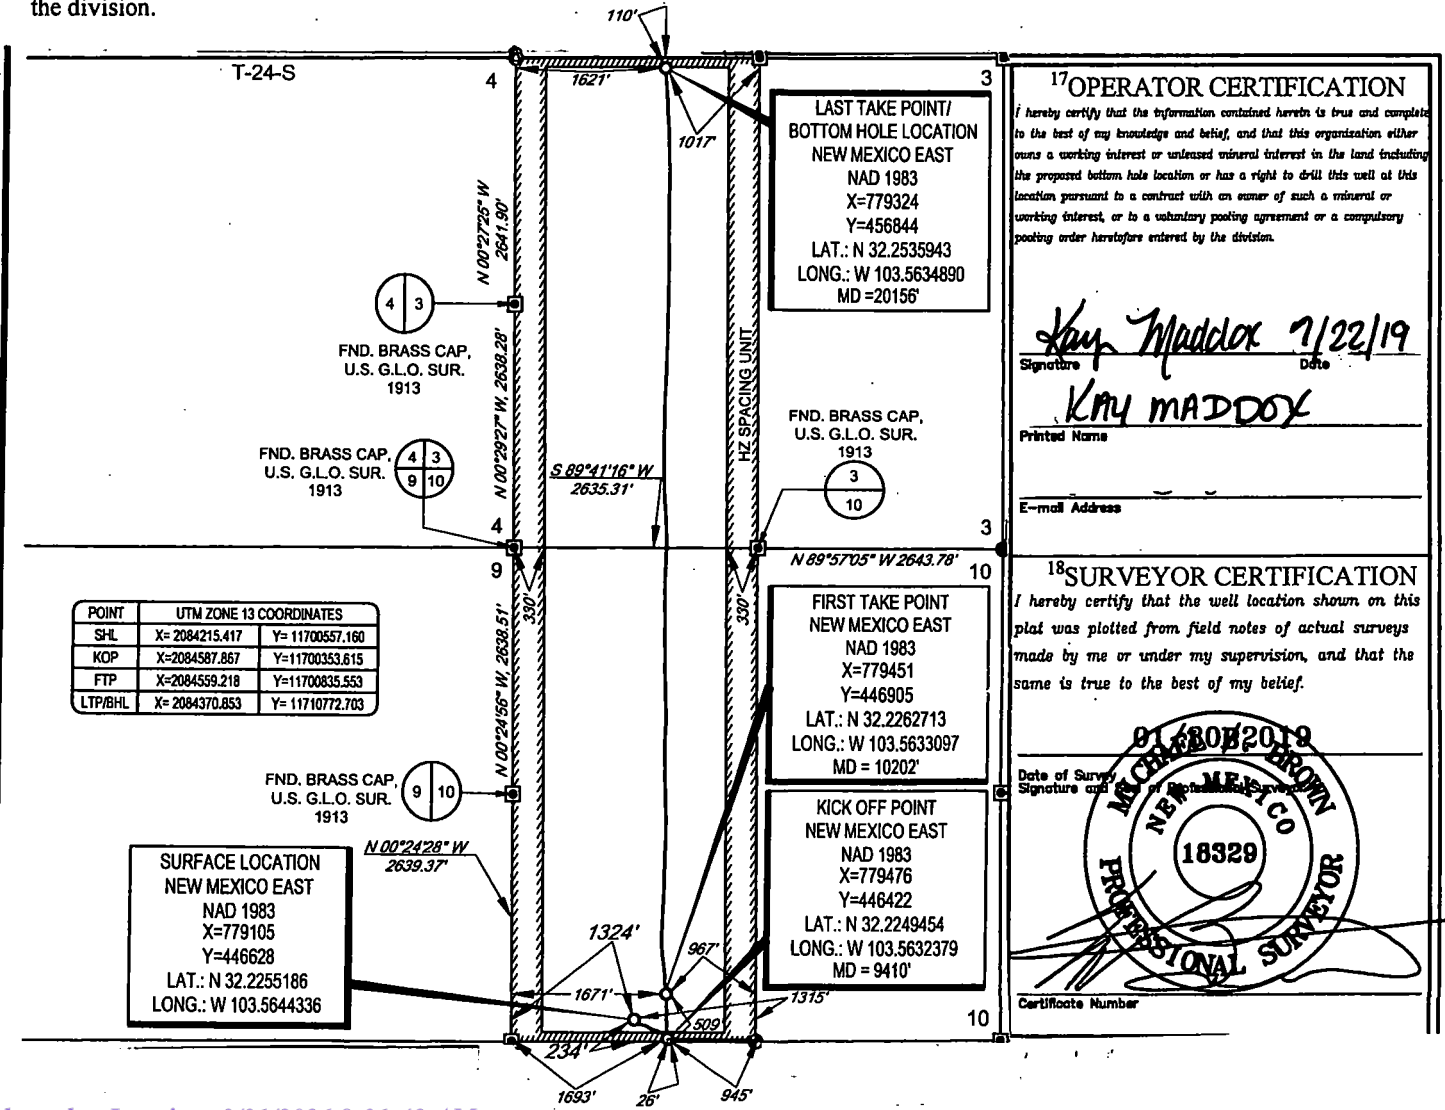 the division.
110'
T-24-S
4
1621'
3
1017'
LAST TAKE POINT/
BOTTOM HOLE LOCATION
NEW MEXICO EAST
NAD 1983
X=779324
Y=456844
LAT.: N 32.2535943
LONG.: W 103.5634890
MD =20156'
N 00°27'25" W
2641.90'
4 3
FND. BRASS CAP,
U.S. G.L.O. SUR.
1913
N 00°29'27" W, 2638.28'
HZ SPACING UNIT
FND. BRASS CAP,
U.S. G.L.O. SUR.
1913
4 3
9 10
S 89°41'16" W
2635.31'
FND. BRASS CAP,
U.S. G.L.O. SUR.
1913
3
10
4
3
9
N 89°57'05" W 2643.78'
10
330'
330'
POINT UTM ZONE 13 COORDINATES
SHL X= 2084215.417 Y= 11700557.160
KOP X=2084587.867 Y=11700353.615
FTP X=2084559.218 Y=11700835.553
LTP/BHL X= 2084370.853 Y= 11710772.703
N 00°24'56" W, 2638.51'
FIRST TAKE POINT
NEW MEXICO EAST
NAD 1983
X=779451
Y=446905
LAT.: N 32.2262713
LONG.: W 103.5633097
MD = 10202'
FND. BRASS CAP,
U.S. G.L.O. SUR.
1913
9 10
KICK OFF POINT
NEW MEXICO EAST
NAD 1983
X=779476
Y=446422
LAT.: N 32.2249454
LONG.: W 103.5632379
MD = 9410'
N 00°24'28" W
2639.37'
SURFACE LOCATION
NEW MEXICO EAST
NAD 1983
X=779105
Y=446628
LAT.: N 32.2255186
LONG.: W 103.5644336
1324'
967'
1671'
1315'
509
10
234'
1693'
26'
945'
17 OPERATOR CERTIFICATION
I hereby certify that the information contained herein is true and complete
to the best of my knowledge and belief, and that this organization either
owns a working interest or unleased mineral interest in the land including
the proposed bottom hole location or has a right to drill this well at this
location pursuant to a contract with an owner of such a mineral or
working interest, or to a voluntary pooling agreement or a compulsory
pooling order heretofore entered by the division.
Kay Maddox 7/22/19
Signature Date
KAY MADDOX
Printed Name
E-mail Address
18 SURVEYOR CERTIFICATION
I hereby certify that the well location shown on this
plat was plotted from field notes of actual surveys
made by me or under my supervision, and that the
same is true to the best of my belief.
Date of Survey
Signature and Seal of Professional Surveyor
BROWN
NEW MEXICO
18329
PROFESSIONAL SURVEYOR
Certificate Number